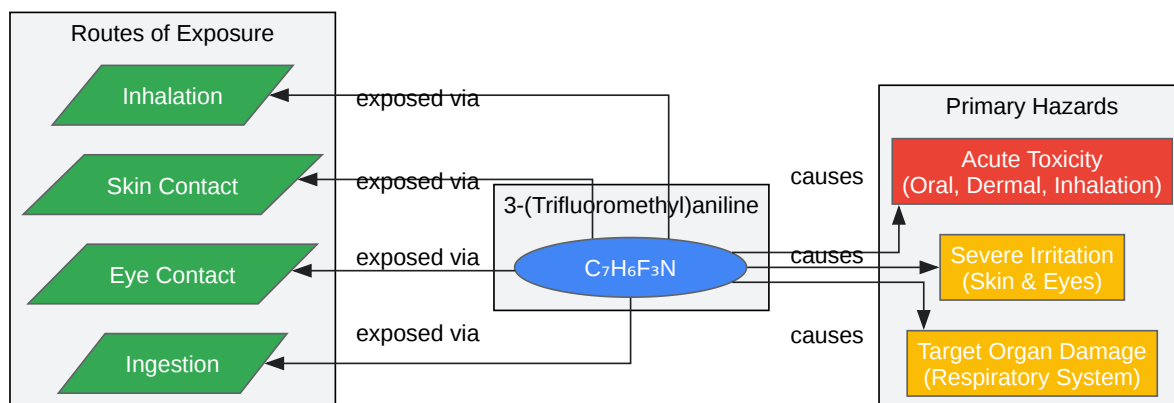 Routes of Exposure
Inhalation
Skin Contact
Eye Contact
Ingestion
exposed via
exposed via
exposed via
exposed via
3-(Trifluoromethyl)aniline
C₇H₆F₃N
causes
causes
causes
Primary Hazards
Acute Toxicity
(Oral, Dermal, Inhalation)
Severe Irritation
(Skin & Eyes)
Target Organ Damage
(Respiratory System)